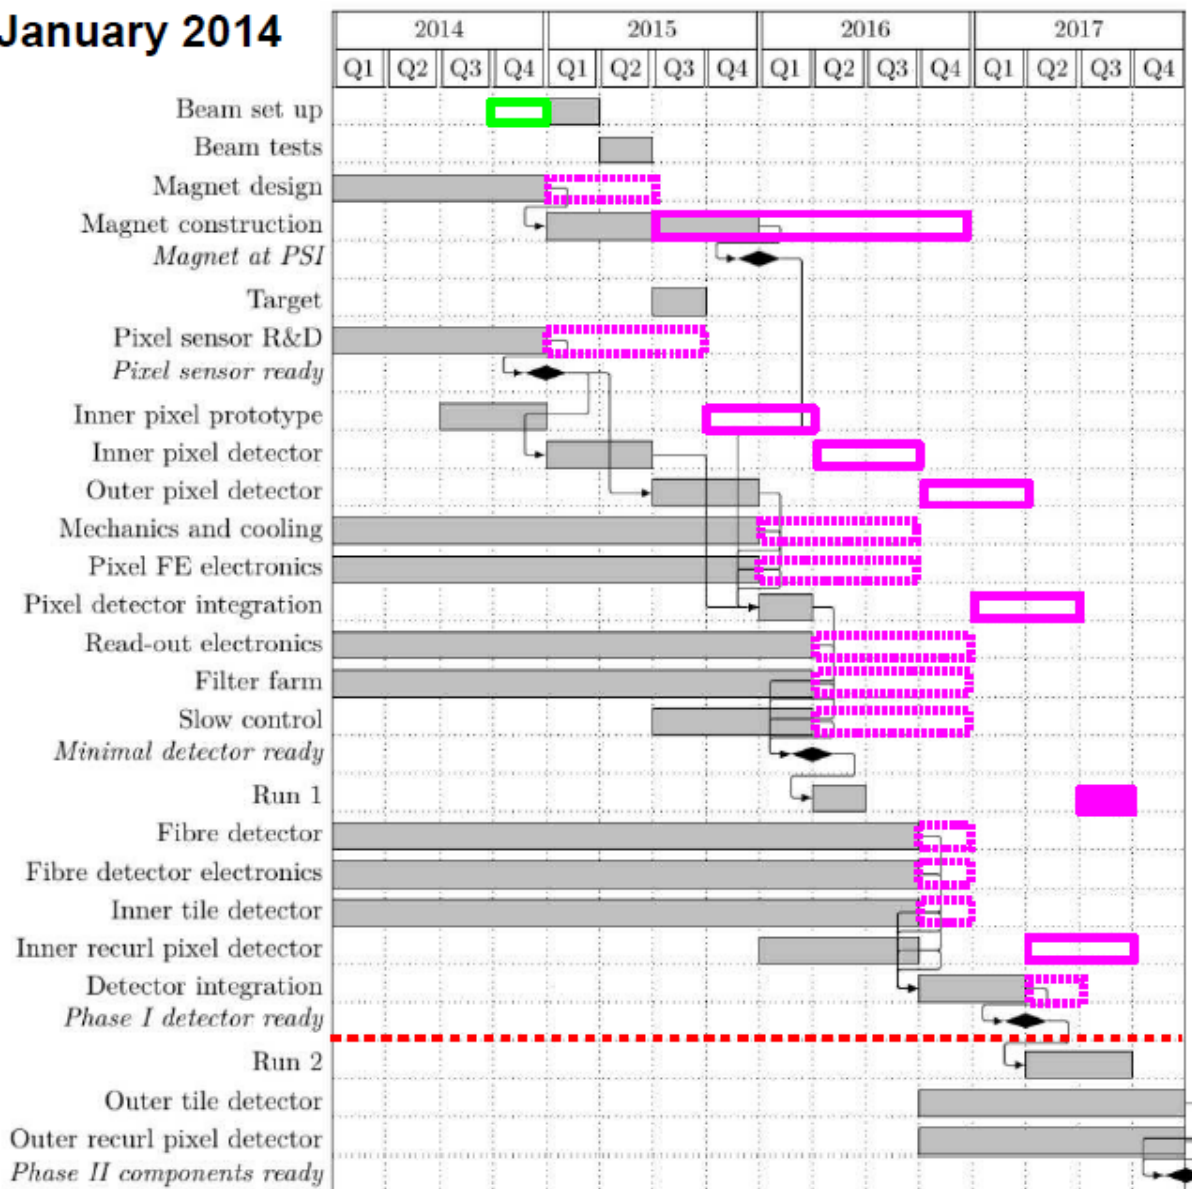 January 2014
2014 2015 2016 2017
Q1 Q2 Q3 Q4 Q1 Q2 Q3 Q4 Q1 Q2 Q3 Q4 Q1 Q2 Q3 Q4
Beam set up
Beam tests
Magnet design
Magnet construction
Magnet at PSI
Target
Pixel sensor R&D
Pixel sensor ready
Inner pixel prototype
Inner pixel detector
Outer pixel detector
Mechanics and cooling
Pixel FE electronics
Pixel detector integration
Read-out electronics
Filter farm
Slow control
Minimal detector ready
Run 1
Fibre detector
Fibre detector electronics
Inner tile detector
Inner recurl pixel detector
Detector integration
Phase I detector ready
Run 2
Outer tile detector
Outer recurl pixel detector
Phase II components ready